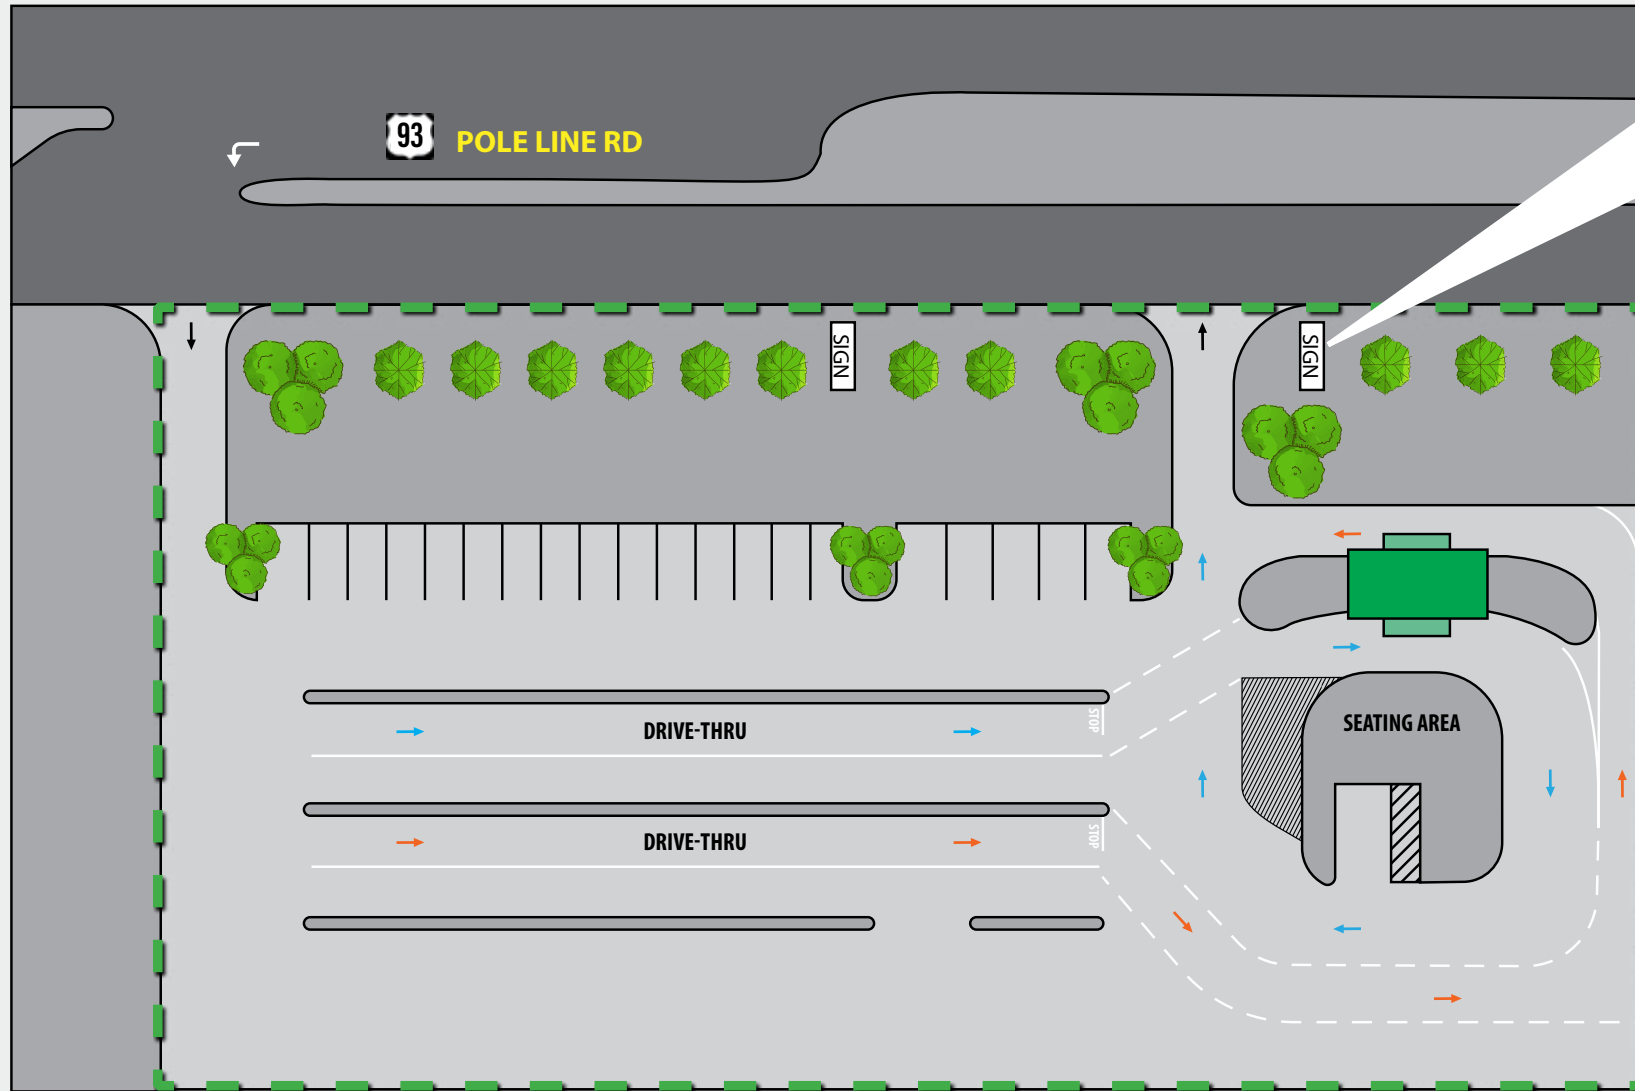 93 POLE LINE RD
SIGN
SIGN
DRIVE-THRU
STOP
SEATING AREA
DRIVE-THRU
STOP